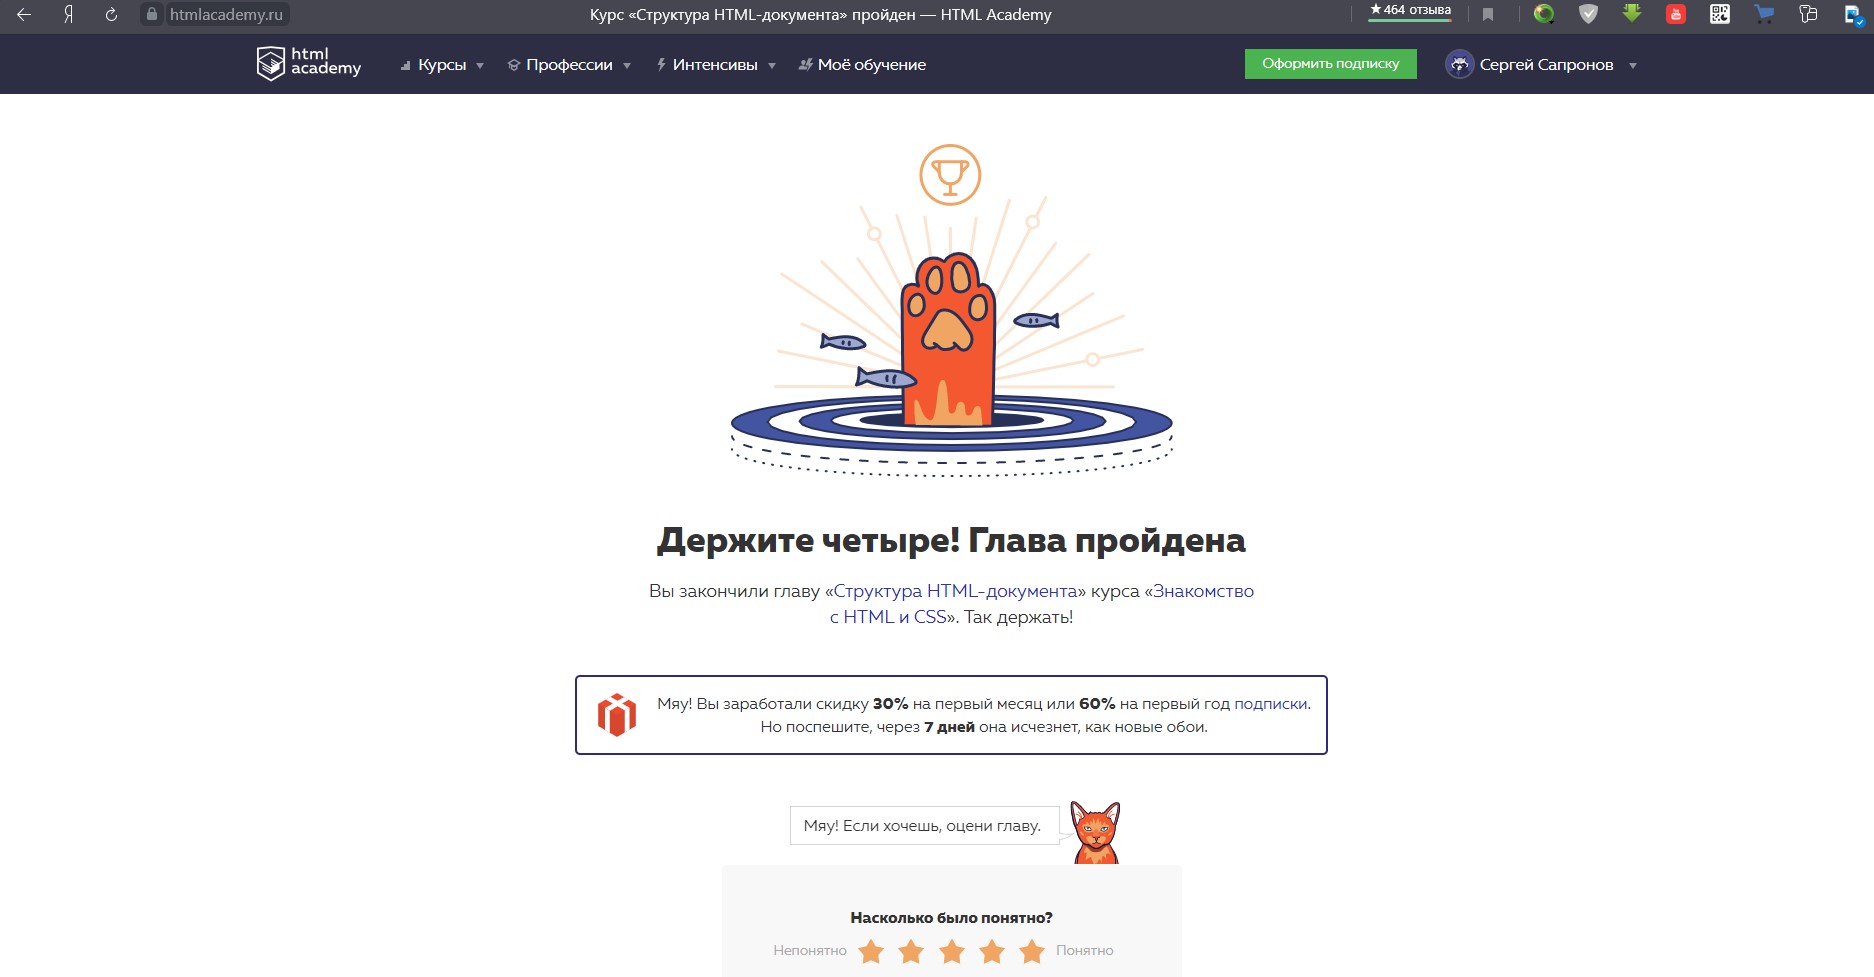 htmlacademy.ru
Курс «Структура HTML-документа» пройден — HTML Academy
★ 464 отзыва
html
academy
Курсы
Профессии
Интенсивы
Моё обучение
Оформить подписку
Сергей Сапронов
Держите четыре! Глава пройдена
Вы закончили главу «Структура HTML-документа» курса «Знакомство
с HTML и CSS». Так держать!
Мяу! Вы заработали скидку 30% на первый месяц или 60% на первый год подписки.
Но поспешите, через 7 дней она исчезнет, как новые обои.
Мяу! Если хочешь, оцени главу.
Насколько было понятно?
Непонятно
Понятно